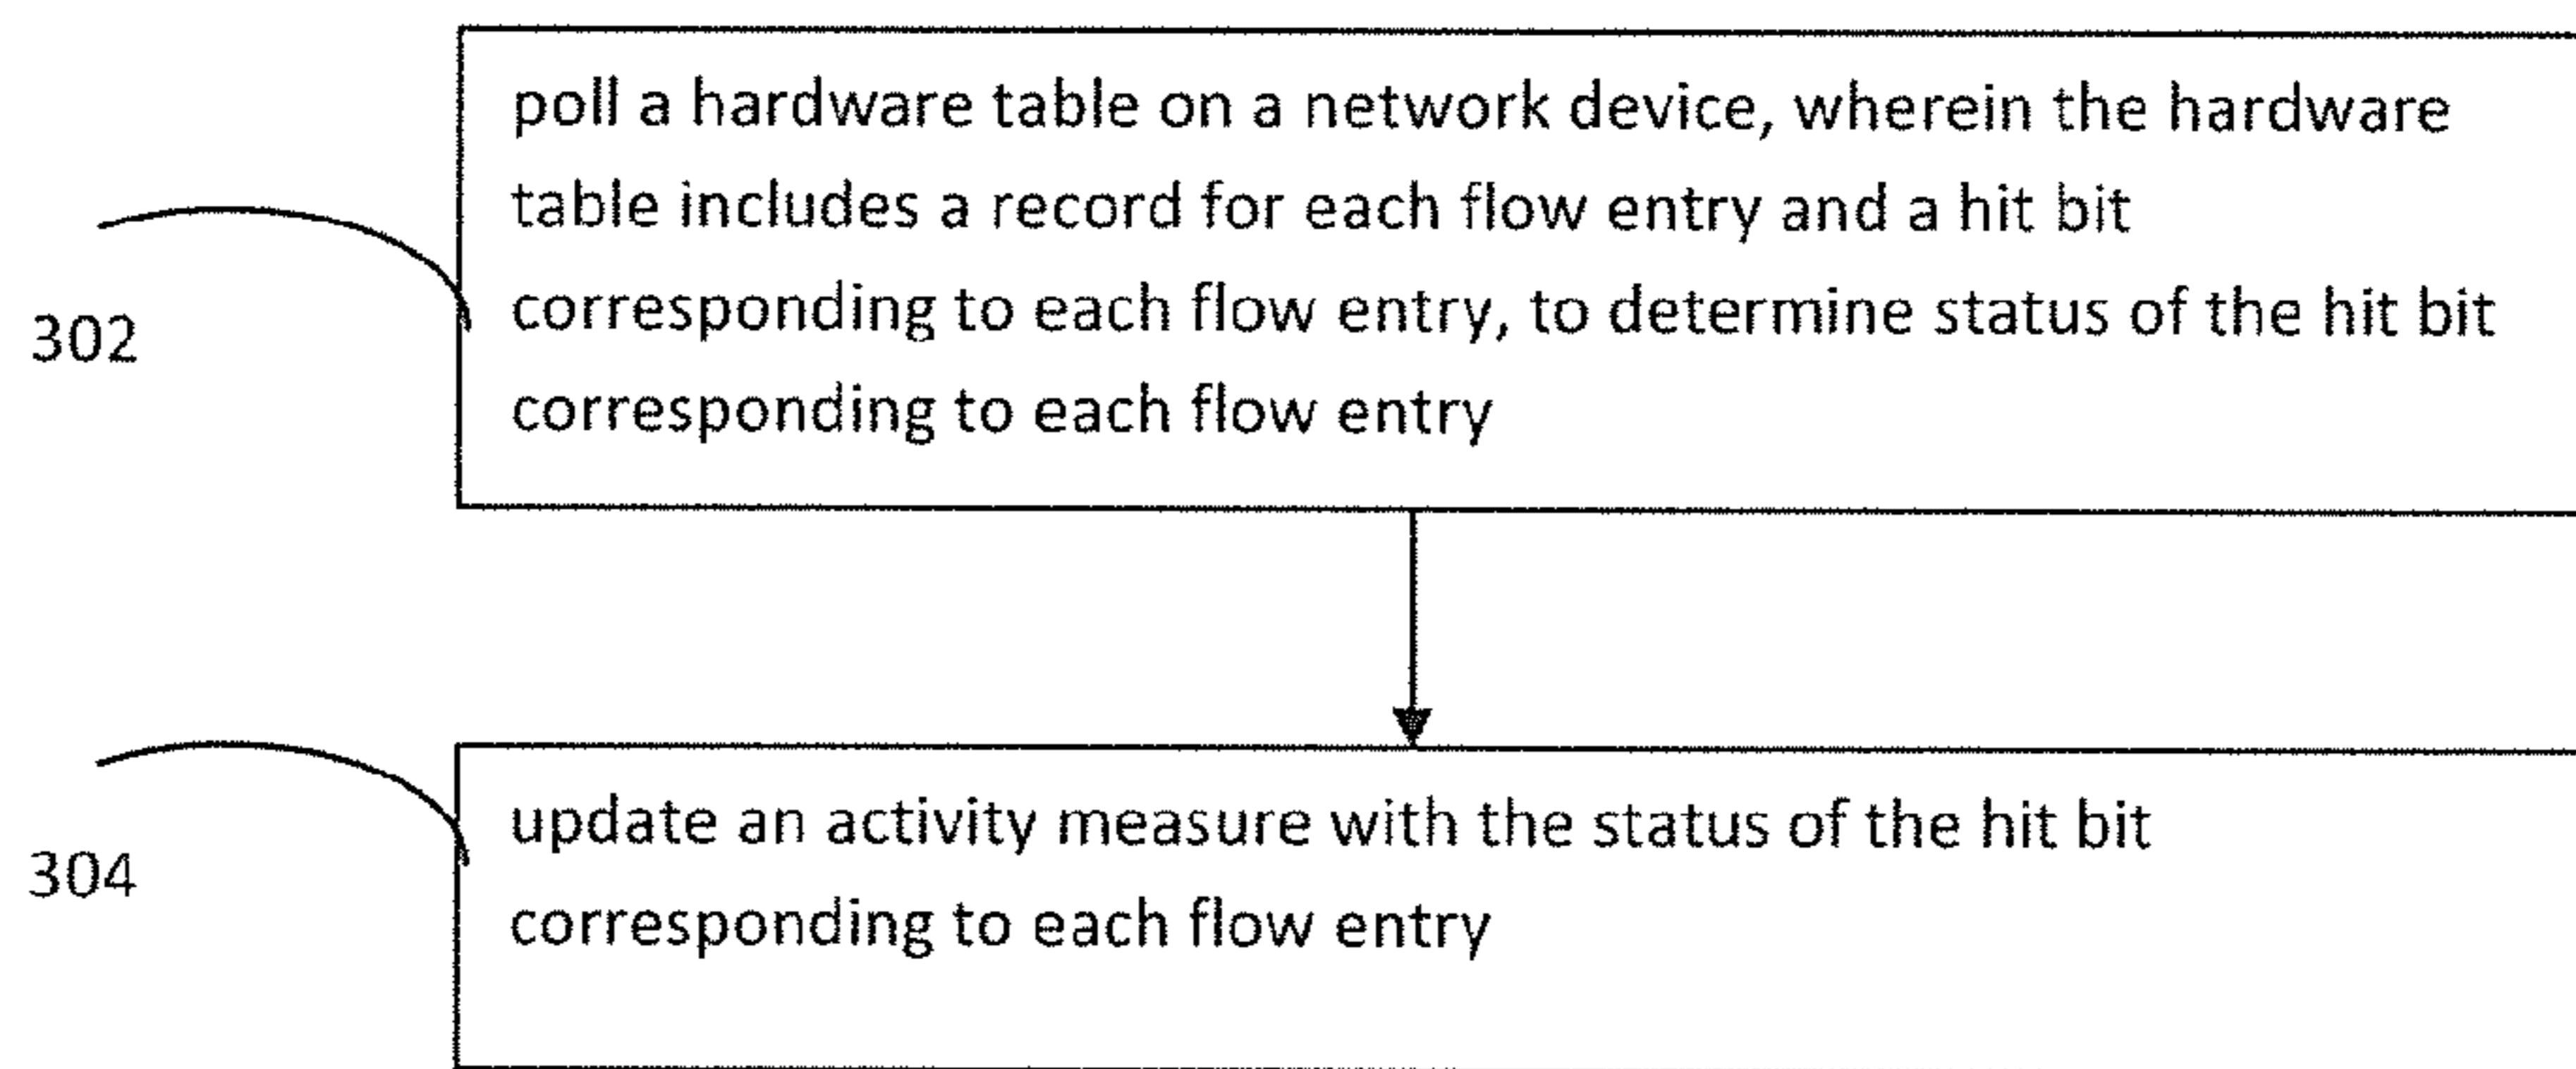 poll a hardware table on a network device, wherein the hardware
table includes a record for each flow entry and a hit bit
corresponding to each flow entry, to determine status of the hit bit
corresponding to each flow entry
302
update an activity measure with the status of the hit bit
corresponding to each flow entry
304